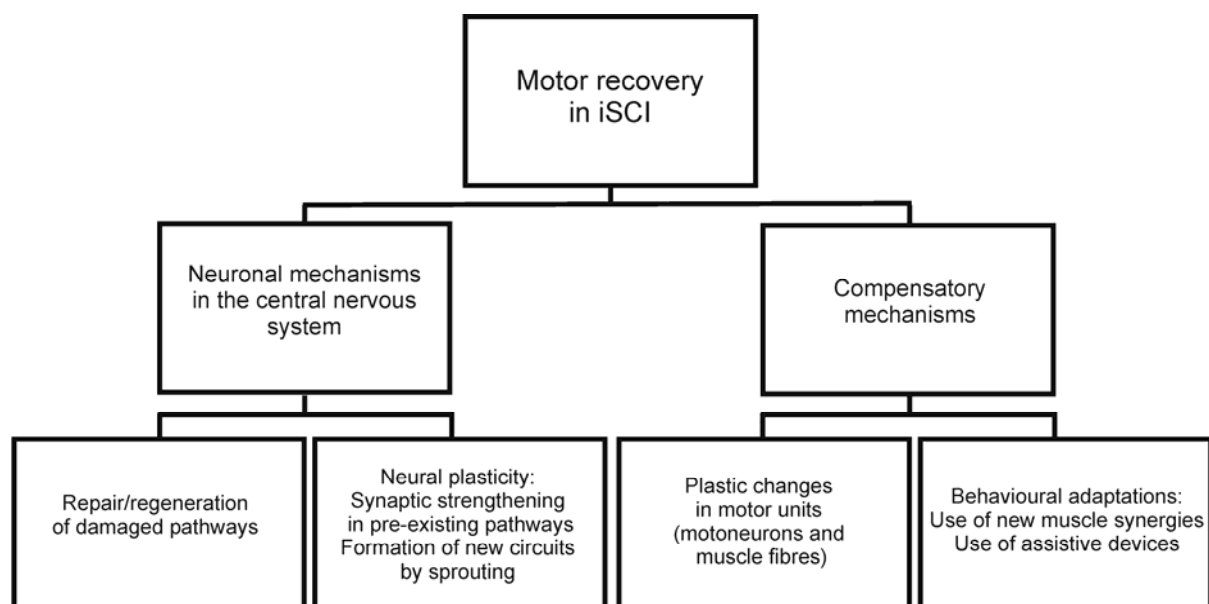 Motor recovery
in iSCI
Neuronal mechanisms
in the central nervous
system
Compensatory
mechanisms
Repair/regeneration
of damaged pathways
Neural plasticity:
Synaptic strengthening
in pre-existing pathways
Formation of new circuits
by sprouting
Plastic changes
in motor units
(motoneurons and
muscle fibres)
Behavioural adaptations:
Use of new muscle synergies
Use of assistive devices